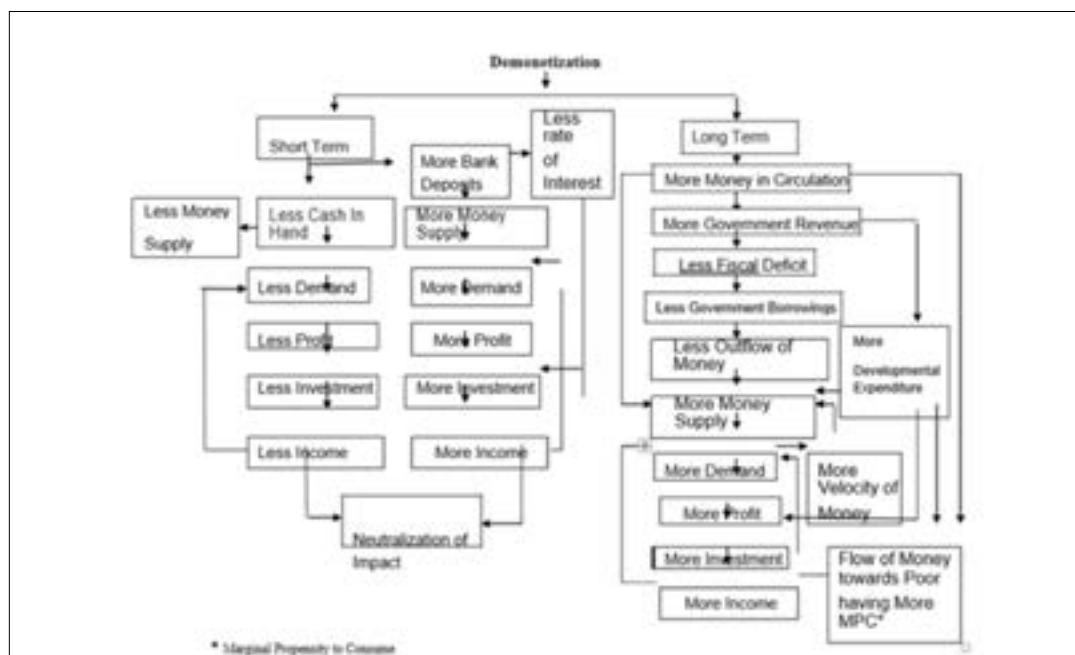 Demonetization
Short Term
Less
rate
of
Interest
Long Term
More Bank
Deposits
More Money in Circulation
Less Money
Supply
Less Cash In
Hand
More Money
Supply
More Government Revenue
Less Fiscal Deficit
Less Demand
More Demand
Less Government Borrowings
Less Profit
More Profit
Less Outflow of
Money
More
Developmental
Expenditure
Less Investment
More Investment
More Money
Supply
Less Income
More Income
More Demand
More
Velocity of
Money
More Profit
Neutralization of
Impact
More Investment
Flow of Money
towards Poor
having More
MPC*
More Income
* Marginal Propensity to Consume